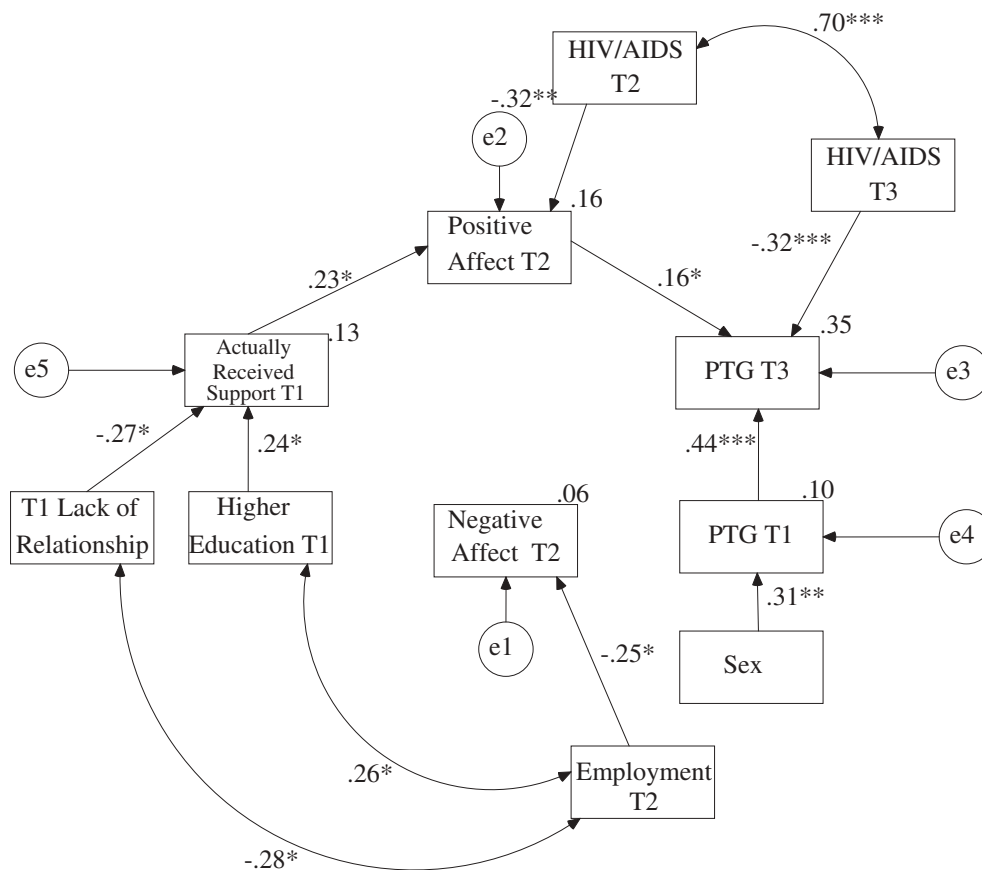 .70***
HIV/AIDS
T2
-.32**
e2
HIV/AIDS
T3
.16
Positive
Affect T2
-.32***
.23*
.16*
.13
.35
Actually
Received
Support T1
e5
PTG T3
e3
-.27*
.24*
.44***
T1 Lack of
Relationship
Higher
Education T1
.06
Negative
Affect T2
.10
PTG T1
e4
.31**
e1
-.25*
Sex
.26*
Employment
T2
-.28*